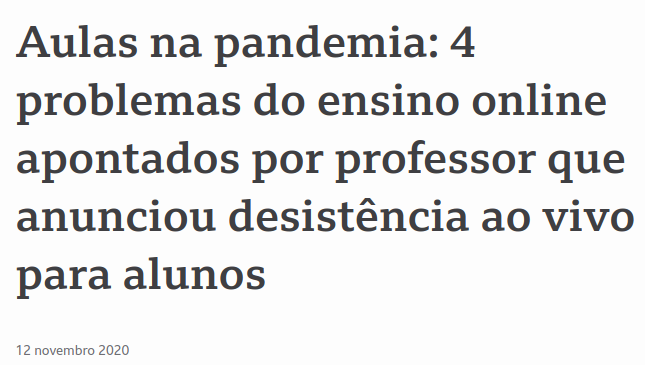 Aulas na pandemia: 4
problemas do ensino online
apontados por professor que
anunciou desistência ao vivo
para alunos
12 novembro 2020